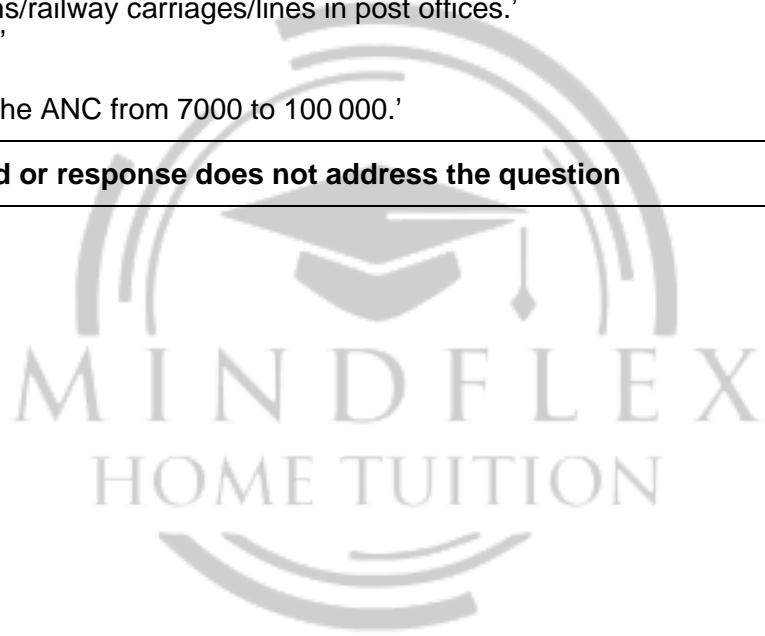 ns/railway carriages/lines in post offices.’
’
he ANC from 7000 to 100 000.’
d or response does not address the question
MINDFLEX
HOME TUITION